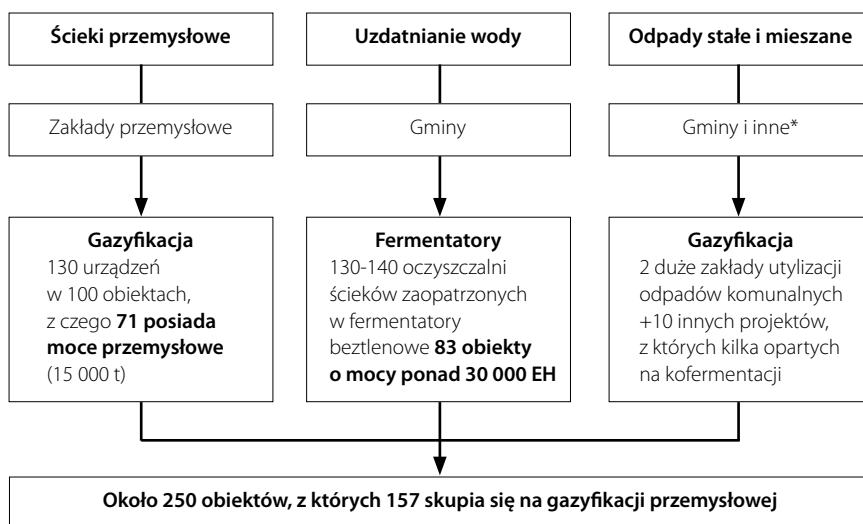 Ścieki przemysłowe
Uzdatnianie wody
Odpady stałe i mieszane
Zakłady przemysłowe
Gminy
Gminy i inne*
Gazyfikacja
130 urządzeń
w 100 obiektach,
z czego 71 posiada
moce przemysłowe
(15 000 t)
Fermentatory
130-140 oczyszczalni
ścieków zaopatrzonych
w fermentatory
beztlenowe 83 obiekty
o mocy ponad 30 000 EH
Gazyfikacja
2 duże zakłady utylizacji
odpadów komunalnych
+10 innych projektów,
z których kilka opartych
na kofermentacji
Około 250 obiektów, z których 157 skupia się na gazyfikacji przemysłowej